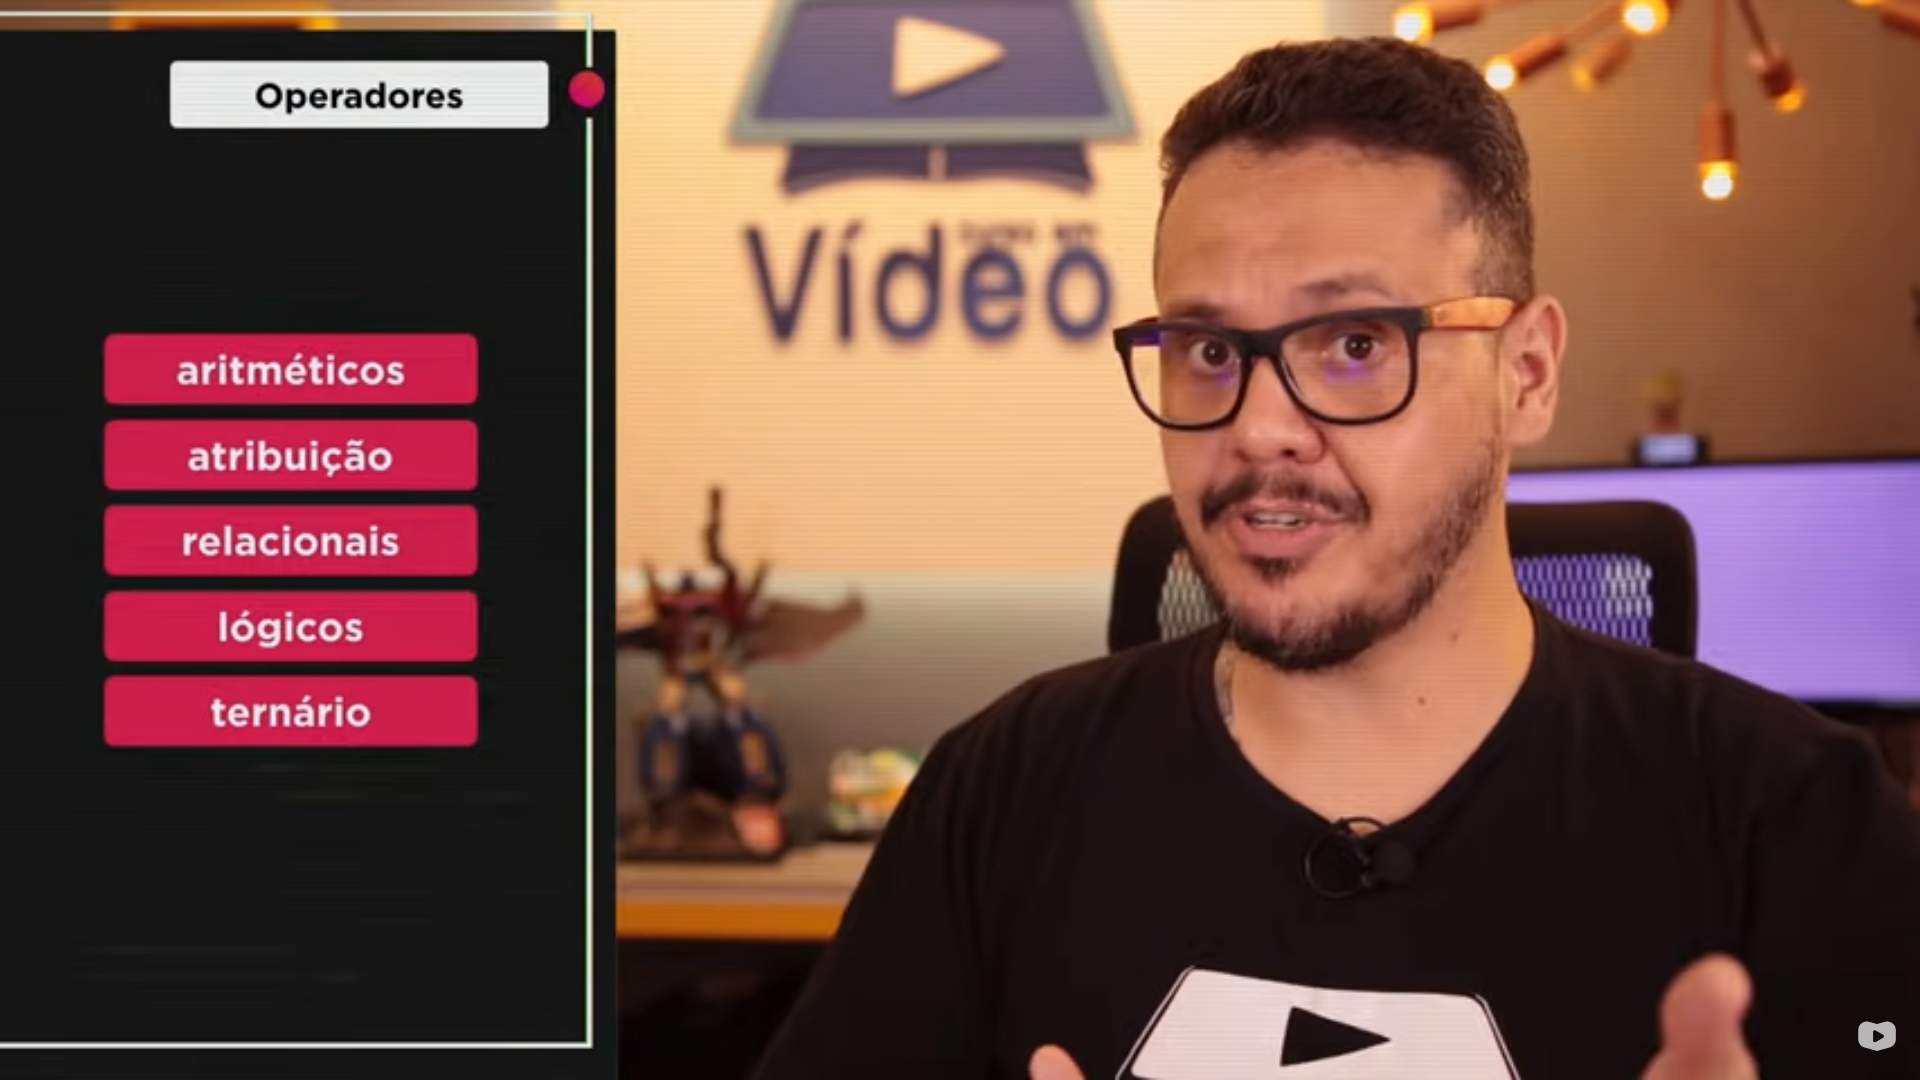 Operadores
aritméticos
atribuição
relacionais
lógicos
ternário
Vídeo